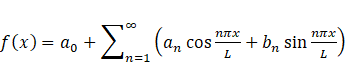 f(x) = a₀ + ∑ₙ₌₁^∞ (aₙ cos nπx/L + bₙ sin nπx/L)